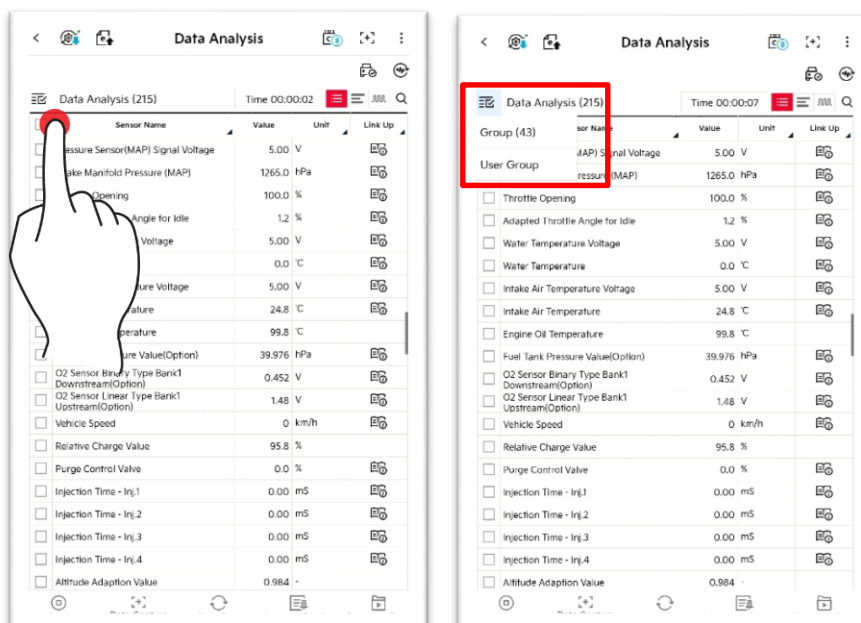 Data Analysis
Data Analysis (215)
Time 00:00:02
Sensor Name
Value
Unit
Link Up
essure Sensor(MAP) Signal Voltage 5.00 V
ake Manifold Pressure (MAP) 1265.0 hPa
Opening 100.0 %
Angle for Idle 1.2 %
Voltage 5.00 V
0.0 ℃
ure Voltage 5.00 V
ature 24.8 ℃
perature 99.8 ℃
ure Value(Option) 39.976 hPa
O2 Sensor Binary Type Bank1
Downstream(Option) 0.452 V
O2 Sensor Linear Type Bank1
Upstream(Option) 1.48 V
Vehicle Speed 0 km/h
Relative Charge Value 95.8 %
Purge Control Valve 0.0 %
Injection Time - Inj.1 0.00 mS
Injection Time - Inj.2 0.00 mS
Injection Time - Inj.3 0.00 mS
Injection Time - Inj.4 0.00 mS
Altitude Adaption Value 0.984 -
Data Analysis
Data Analysis (215)
Time 00:00:07
Group (43)
User Group
sor Name
Value
Unit
Link Up
(MAP) Signal Voltage 5.00 V
ressure (MAP) 1265.0 hPa
Throttle Opening 100.0 %
Adapted Throttle Angle for Idle 1.2 %
Water Temperature Voltage 5.00 V
Water Temperature 0.0 ℃
Intake Air Temperature Voltage 5.00 V
Intake Air Temperature 24.8 ℃
Engine Oil Temperature 99.8 ℃
Fuel Tank Pressure Value(Option) 39.976 hPa
O2 Sensor Binary Type Bank1
Downstream(Option) 0.452 V
O2 Sensor Linear Type Bank1
Upstream(Option) 1.48 V
Vehicle Speed 0 km/h
Relative Charge Value 95.8 %
Purge Control Valve 0.0 %
Injection Time - Inj.1 0.00 mS
Injection Time - Inj.2 0.00 mS
Injection Time - Inj.3 0.00 mS
Injection Time - Inj.4 0.00 mS
Altitude Adaption Value 0.984 -